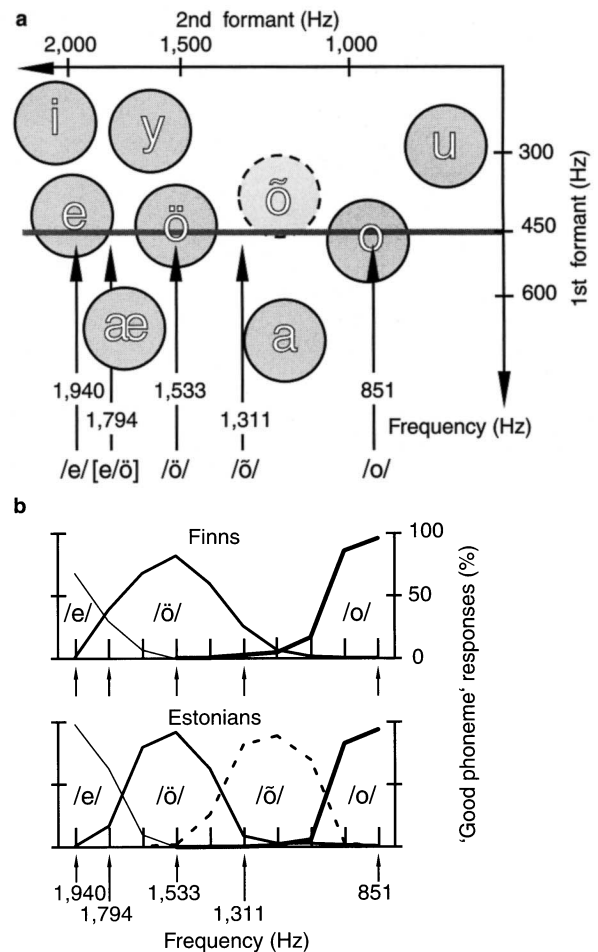 a
2nd formant (Hz)
2,000 1,500 1,000
i y u
300
e ö õ o
450
1st formant (Hz)
æ a
600
1,940 1,533 851
1,794 1,311
Frequency (Hz)
/e/ [e/ö] /ö/ /õ/ /o/
b
Finns
100
/e/ /ö/ /o/
50
0
'Good phoneme' responses (%)
Estonians
/e/ /ö/ /õ/ /o/
1,940 1,533 851
1,794 1,311
Frequency (Hz)